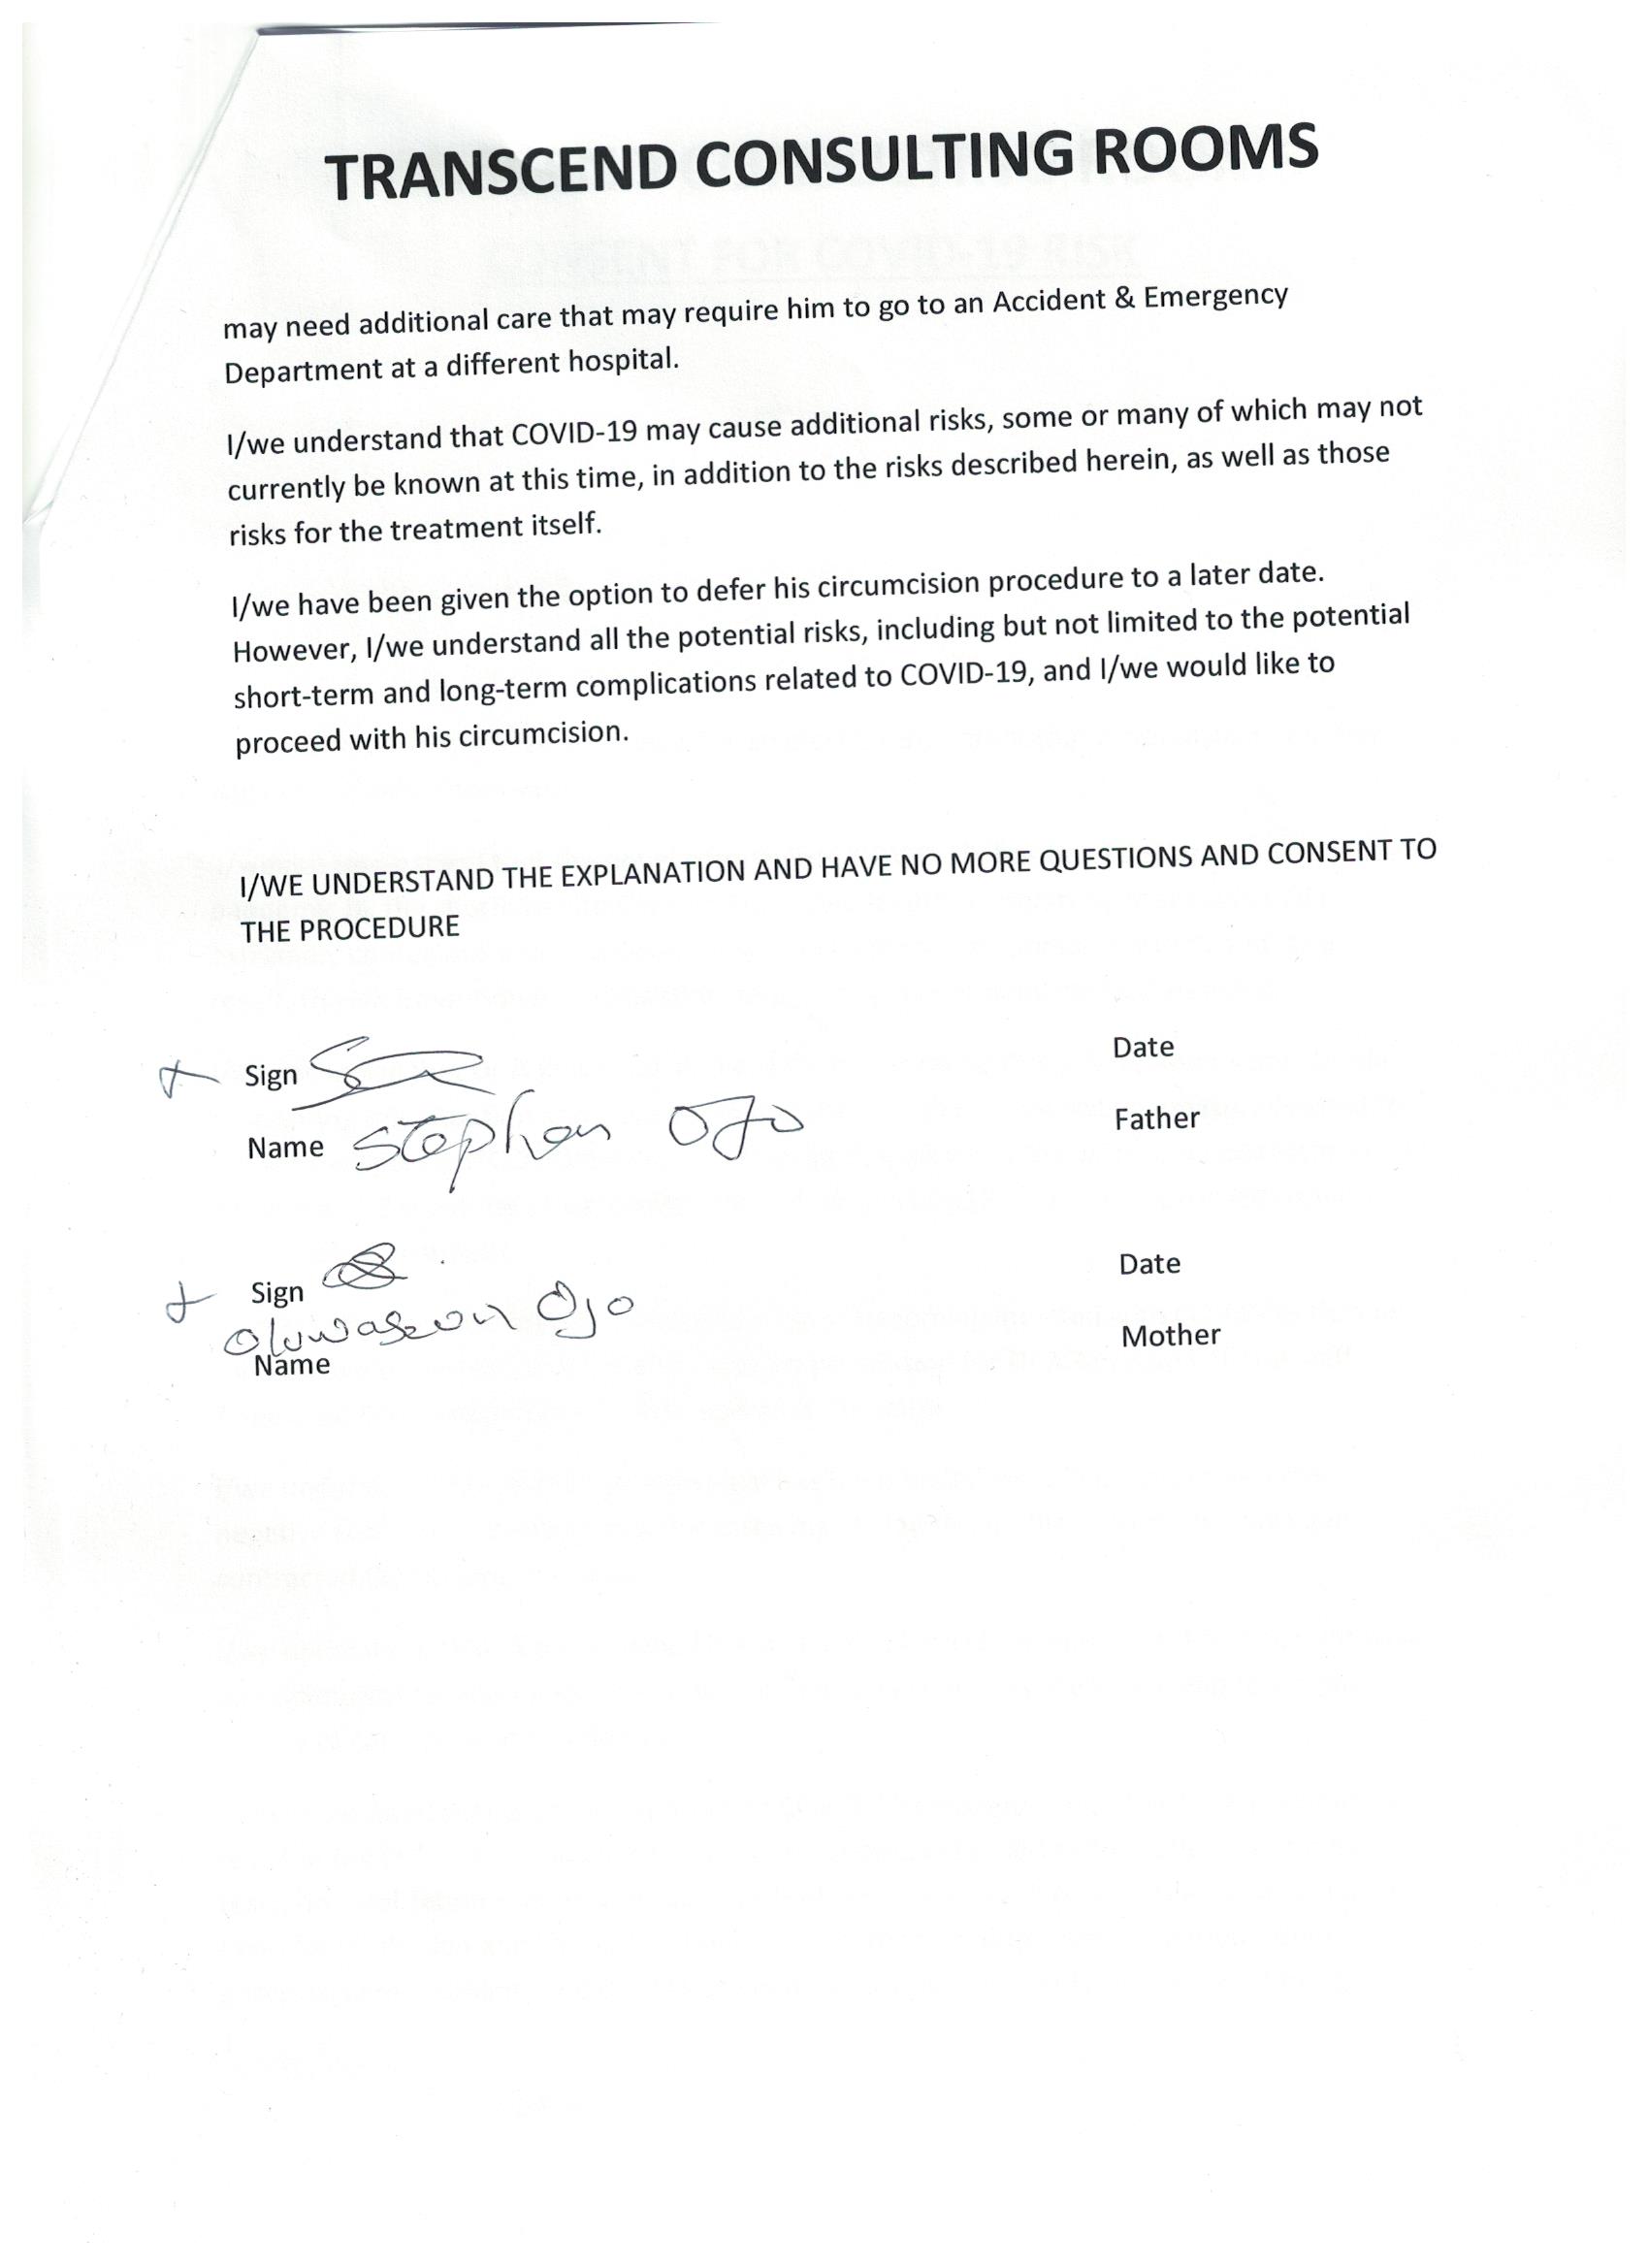 TRANSCEND CONSULTING ROOMS
may need additional care that may require him to go to an Accident & Emergency
Department at a different hospital.
I/we understand that COVID-19 may cause additional risks, some or many of which may not
currently be known at this time, in addition to the risks described herein, as well as those
risks for the treatment itself.
I/we have been given the option to defer his circumcision procedure to a later date.
However, I/we understand all the potential risks, including but not limited to the potential
short-term and long-term complications related to COVID-19, and I/we would like to
proceed with his circumcision.
I/WE UNDERSTAND THE EXPLANATION AND HAVE NO MORE QUESTIONS AND CONSENT TO
THE PROCEDURE
Sign
Date
Name Stephen OJO
Father
Sign
Date
Oluwaseun Ojo
Name
Mother